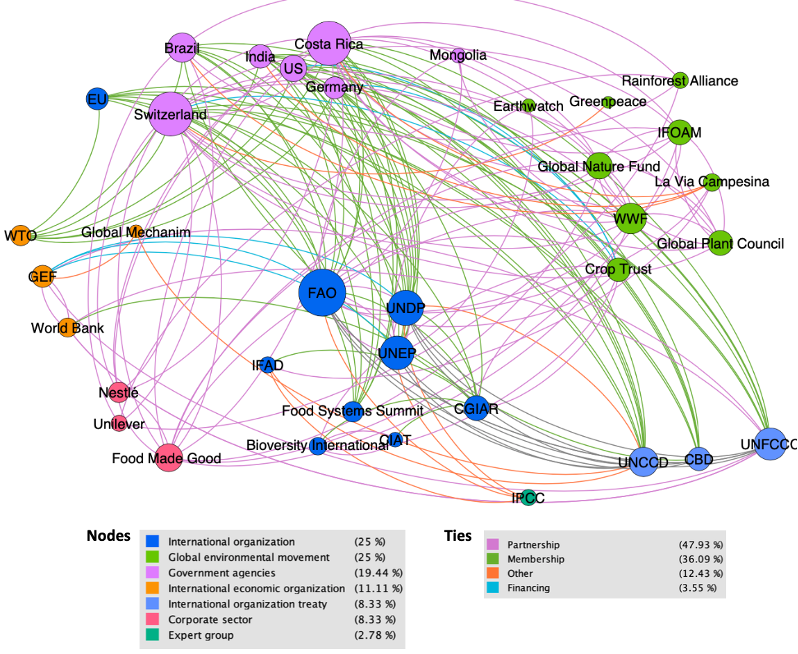 Costa Rica
Brazil
India
US
Mongolia
Germany
Rainforest Alliance
EU
Earthwatch
Greenpeace
Switzerland
IFOAM
Global Nature Fund
La Via Campesina
WWF
WTO
Global Mechanim
Global Plant Council
GEF
Crop Trust
FAO
UNDP
World Bank
UNEP
IFAD
Nestlé
Food Systems Summit
CGIAR
Unilever
CIAT
Bioversity International
UNFCCC
Food Made Good
UNCCD
CBD
IPCC
Nodes
International organization (25 %)
Global environmental movement (25 %)
Government agencies (19.44 %)
International economic organization (11.11 %)
International organization treaty (8.33 %)
Corporate sector (8.33 %)
Expert group (2.78 %)
Ties
Partnership (47.93 %)
Membership (36.09 %)
Other (12.43 %)
Financing (3.55 %)